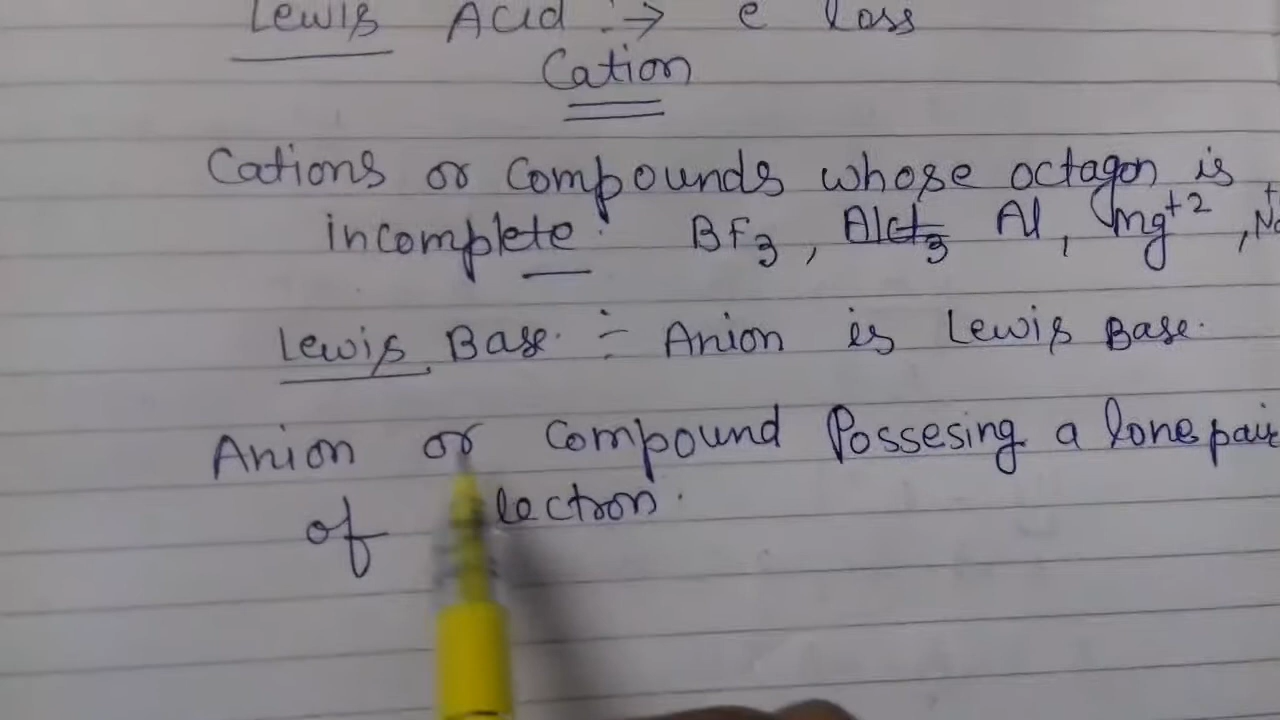 Lewis Acid :→ e loss
Cation
Cations or Compounds whose octagon is
incomplete. BF3, AlCl3 Al, mg+2,
Lewis Base :- Anion is Lewis Base.
Anion or Compound Possesing a lone pair
of lectron.